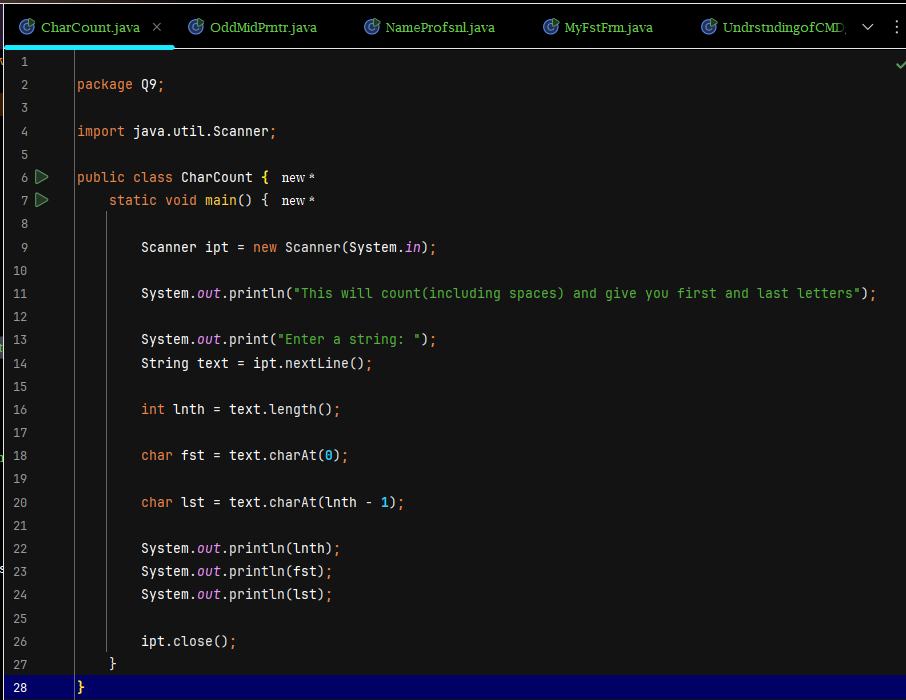 CharCount.java × OddMidPrntr.java NameProfsnl.java MyFstFrm.java UndrstndingofCMD
1
2 package Q9;
3
4 import java.util.Scanner;
5
6 public class CharCount { new *
7 static void main() { new *
8
9 Scanner ipt = new Scanner(System.in);
10
11 System.out.println("This will count(including spaces) and give you first and last letters");
12
13 System.out.print("Enter a string: ");
14 String text = ipt.nextLine();
15
16 int lnth = text.length();
17
18 char fst = text.charAt(0);
19
20 char lst = text.charAt(lnth - 1);
21
22 System.out.println(lnth);
23 System.out.println(fst);
24 System.out.println(lst);
25
26 ipt.close();
27 }
28 }